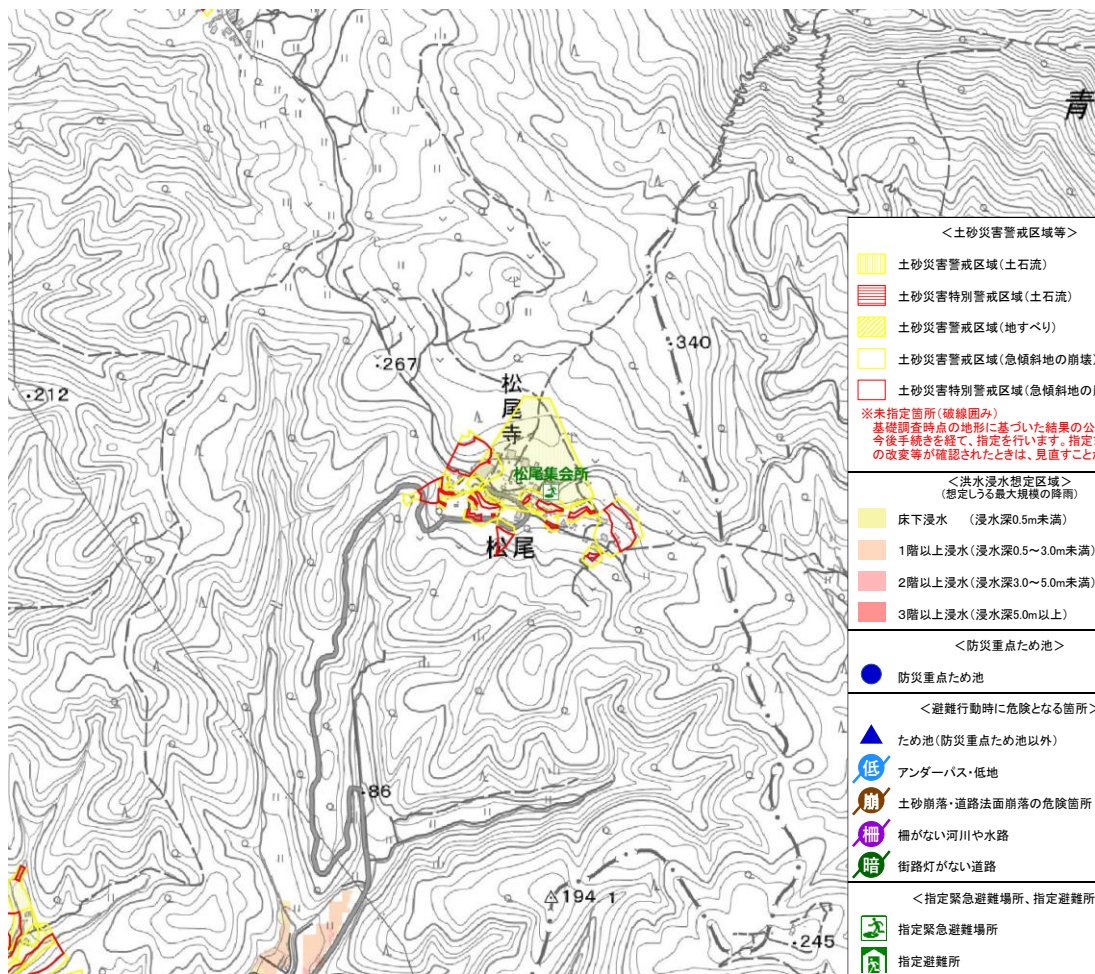 青
・340
・267
・212
松尾寺
松尾集会所
松尾
・86
194 1
・245
＜土砂災害警戒区域等＞
土砂災害警戒区域(土石流)
土砂災害特別警戒区域(土石流)
土砂災害警戒区域(地すべり)
土砂災害警戒区域(急傾斜地の崩壊)
土砂災害特別警戒区域(急傾斜地の
※未指定箇所(破線囲み)
基礎調査時点の地形に基づいた結果の公
今後手続きを経て、指定を行います。指定
の改変等が確認されたときは、見直すこと
＜洪水浸水想定区域＞
(想定しうる最大規模の降雨)
床下浸水　(浸水深0.5m未満)
1階以上浸水(浸水深0.5～3.0m未満)
2階以上浸水(浸水深3.0～5.0m未満)
3階以上浸水(浸水深5.0m以上)
＜防災重点ため池＞
防災重点ため池
＜避難行動時に危険となる箇所＞
ため池(防災重点ため池以外)
低 アンダーパス・低地
崩 土砂崩落・道路法面崩落の危険箇所
柵 柵がない河川や水路
暗 街路灯がない道路
＜指定緊急避難場所、指定避難所
指定緊急避難場所
指定避難所